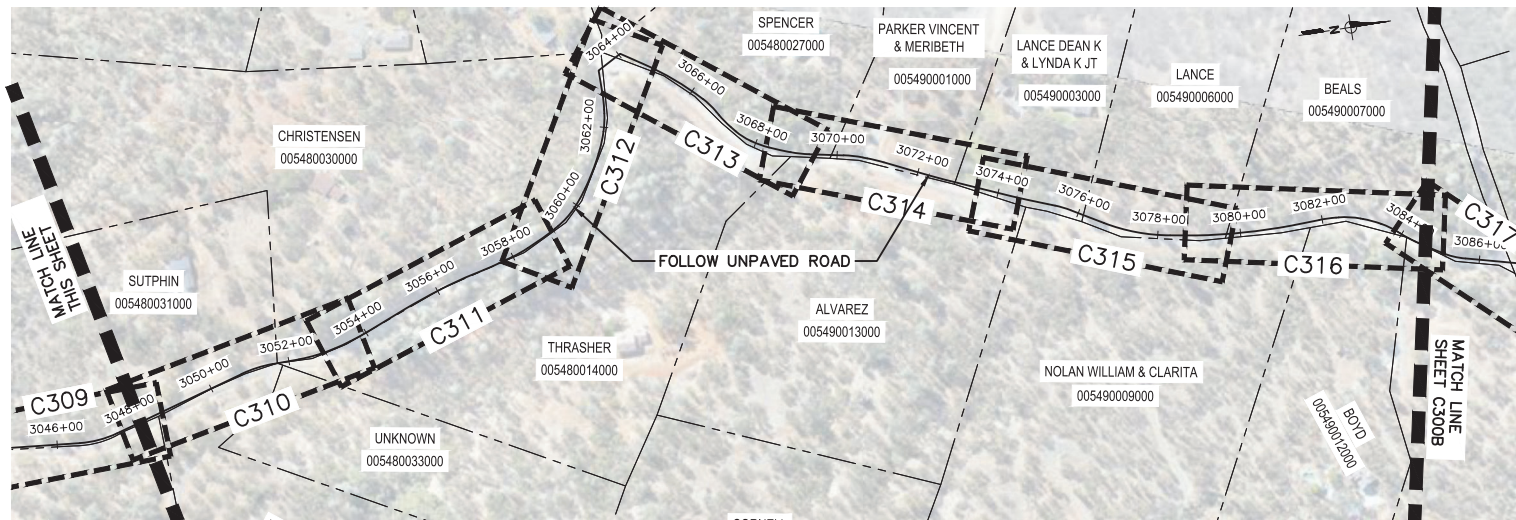 SPENCER
005480027000
PARKER VINCENT
& MERIBETH
005490001000
LANCE DEAN K
& LYNDA K JT
005490003000
LANCE
005490006000
BEALS
005490007000
N
CHRISTENSEN
005480030000
SUTPHIN
005480031000
MATCH LINE
THIS SHEET
THRASHER
005480014000
UNKNOWN
005480033000
ALVAREZ
005490013000
NOLAN WILLIAM & CLARITA
005490009000
BOYD
005490012000
MATCH LINE
SHEET C300B
FOLLOW UNPAVED ROAD
C309
C310
C311
C312
C313
C314
C315
C316
C317
3046+00
3048+00
3050+00
3052+00
3054+00
3056+00
3058+00
3060+00
3062+00
3064+00
3066+00
3068+00
3070+00
3072+00
3074+00
3076+00
3078+00
3080+00
3082+00
3084+00